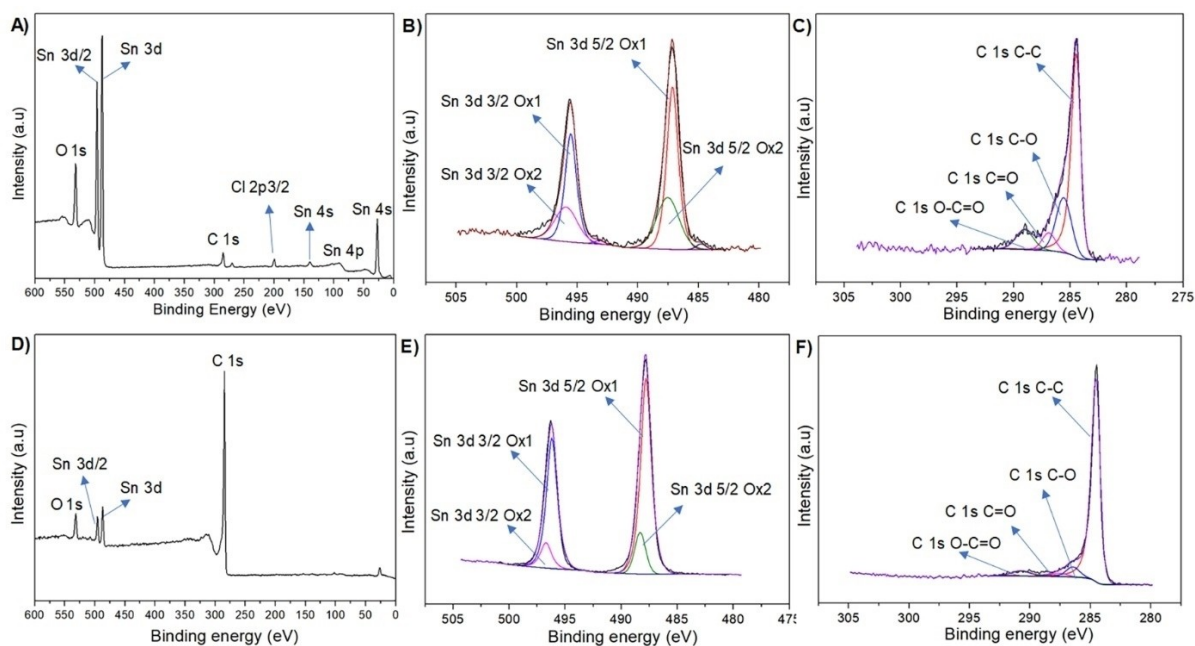 A)
Sn 3d/2
Sn 3d
O 1s
Cl 2p3/2
C 1s
Sn 4s
Sn 4p
Sn 4s
Intensity (a.u)
600 550 500 450 400 350 300 250 200 150 100 50 0
Binding Energy (eV)
B)
Sn 3d 5/2 Ox1
Sn 3d 3/2 Ox1
Sn 3d 5/2 Ox2
Sn 3d 3/2 Ox2
Intensity (a.u)
505 500 495 490 485 480
Binding energy (eV)
C)
C 1s C-C
C 1s C-O
C 1s C=O
C 1s O-C=O
Intensity (a.u)
305 300 295 290 285 280 275
Binding energy (eV)
D)
C 1s
Sn 3d/2
Sn 3d
O 1s
Intensity (a.u)
600 550 500 450 400 350 300 250 200 150 100 50 0
Binding energy (eV)
E)
Sn 3d 5/2 Ox1
Sn 3d 3/2 Ox1
Sn 3d 5/2 Ox2
Sn 3d 3/2 Ox2
Intensity (a.u)
505 500 495 490 485 480 475
Binding energy (eV)
F)
C 1s C-C
C 1s C-O
C 1s C=O
C 1s O-C=O
Intensity (a.u)
305 300 295 290 285 280
Binding energy (eV)